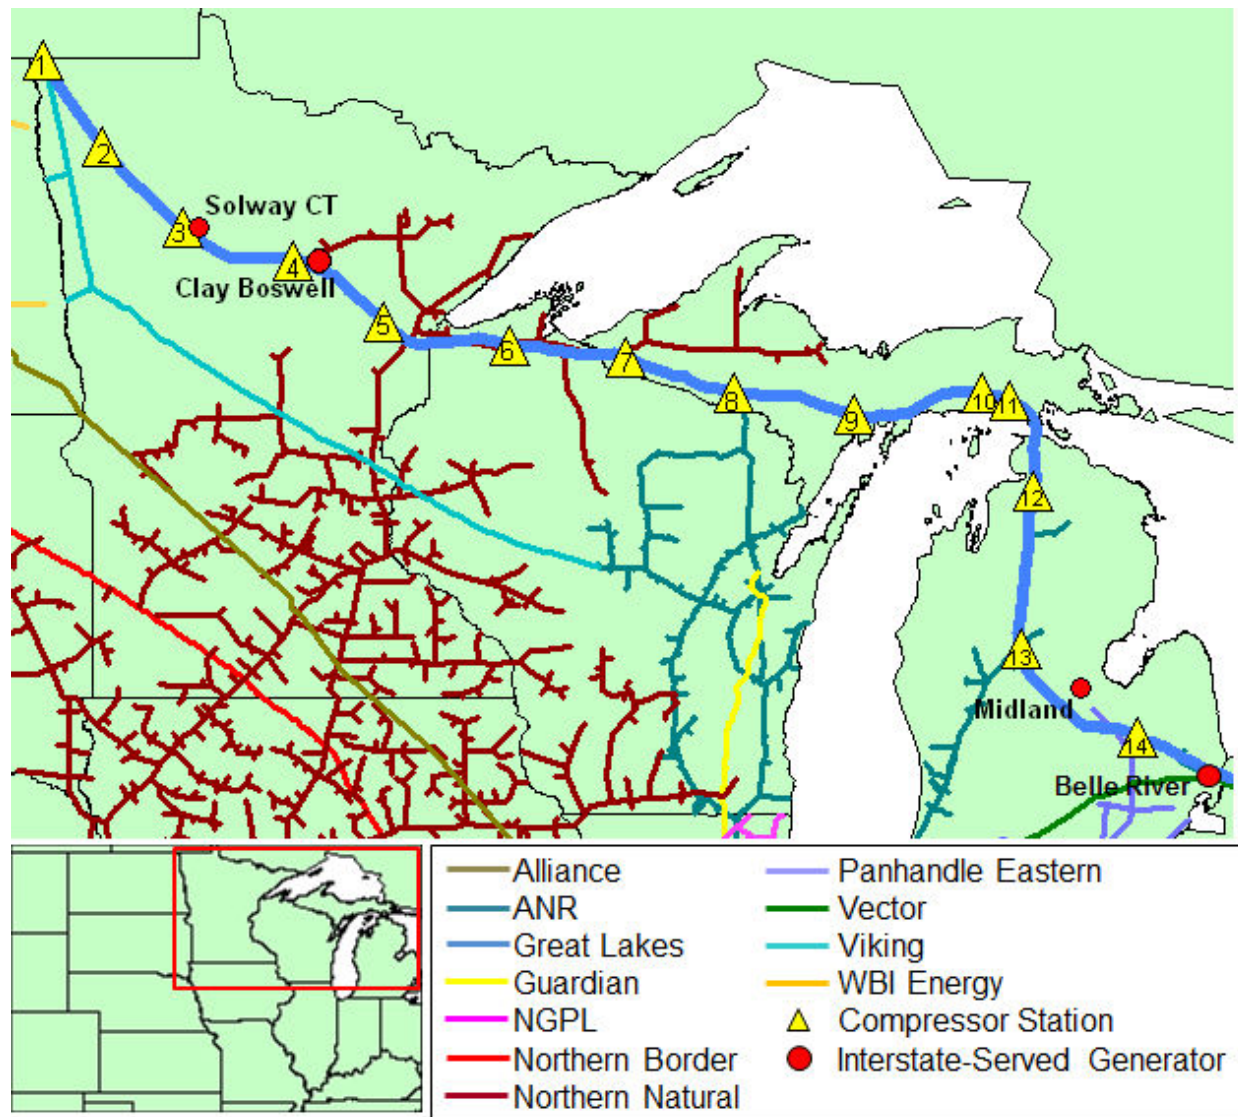 1
2
Solway CT
3
4
Clay Boswell
5
6
7
8
9
10
11
12
13
Midland
14
Belle River
Alliance
ANR
Great Lakes
Guardian
NGPL
Northern Border
Northern Natural
Panhandle Eastern
Vector
Viking
WBI Energy
Compressor Station
Interstate-Served Generator